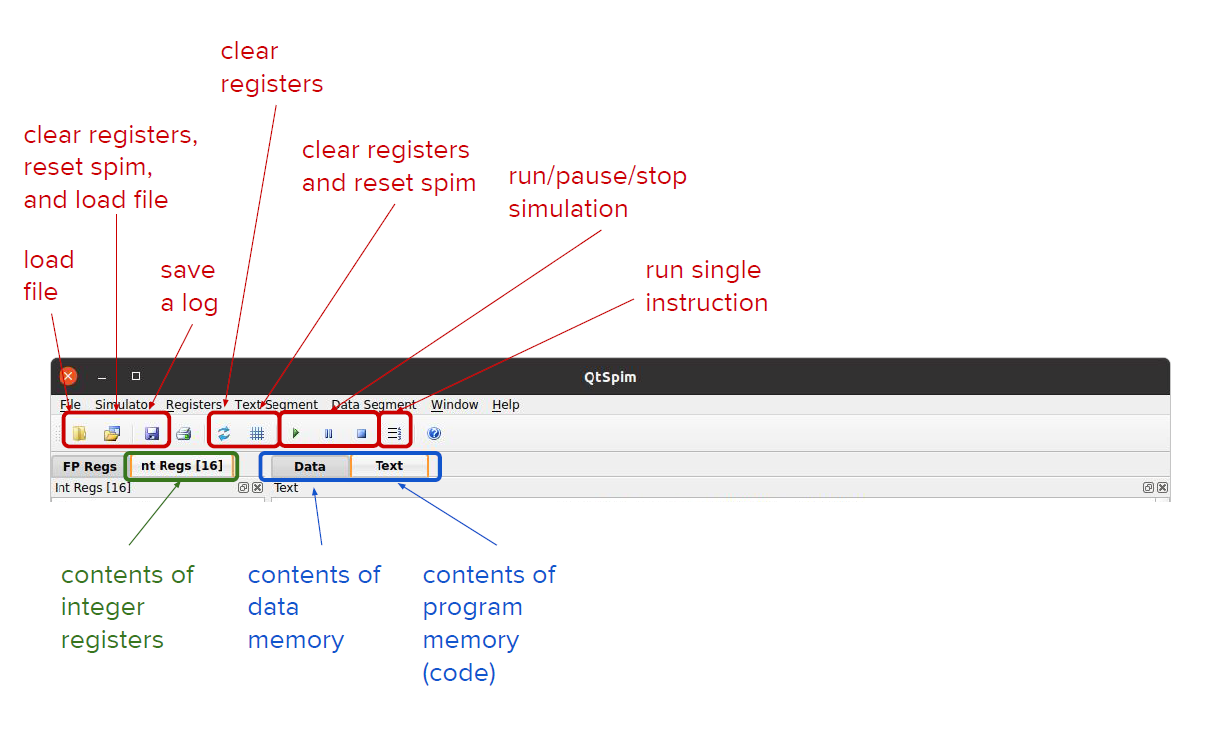 clear
registers
clear registers,
reset spim,
and load file
clear registers
and reset spim
run/pause/stop
simulation
load
file
save
a log
run single
instruction
QtSpim
File Simulator Registers Text Segment Data Segment Window Help
FP Regs nt Regs [16] Data Text
Int Regs [16] Text
contents of
integer
registers
contents of
data
memory
contents of
program
memory
(code)